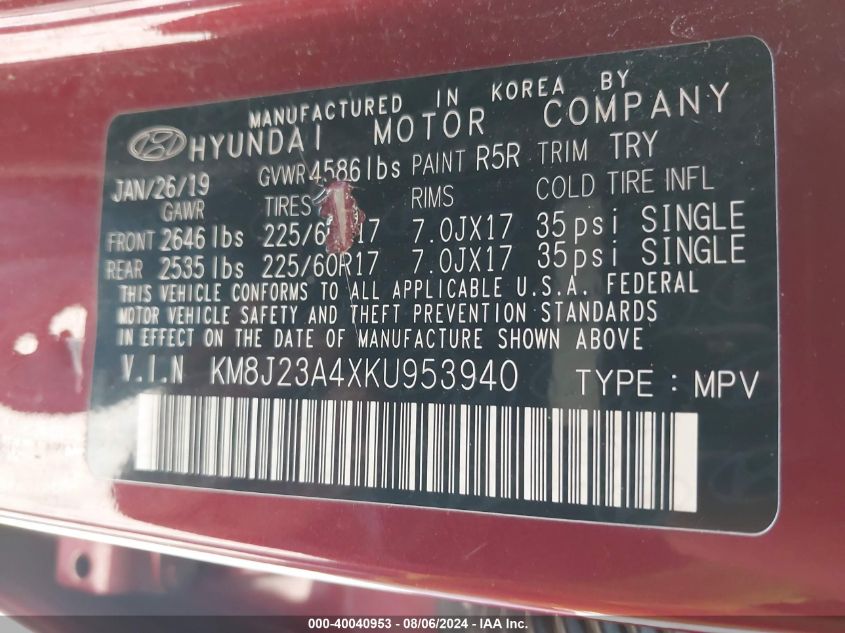 MANUFACTURED IN KOREA BY
HYUNDAI MOTOR COMPANY
JAN/26/19 GVWR 4586 lbs PAINT R5R TRIM TRY
GAWR TIRES RIMS COLD TIRE INFL
FRONT 2646 lbs 17 7.0JX17 35psi SINGLE
REAR 2535 lbs 225/60R17 7.0JX17 35psi SINGLE
THIS VEHICLE CONFORMS TO ALL APPLICABLE U.S.A. FEDERAL
MOTOR VEHICLE SAFETY AND THEFT PREVENTION STANDARDS
IN EFFECT ON THE DATE OF MANUFACTURE SHOWN ABOVE
V.I.N KM8J23A4XKU953940 TYPE : MPV
000-40040953 - 08/06/2024 - IAA Inc.